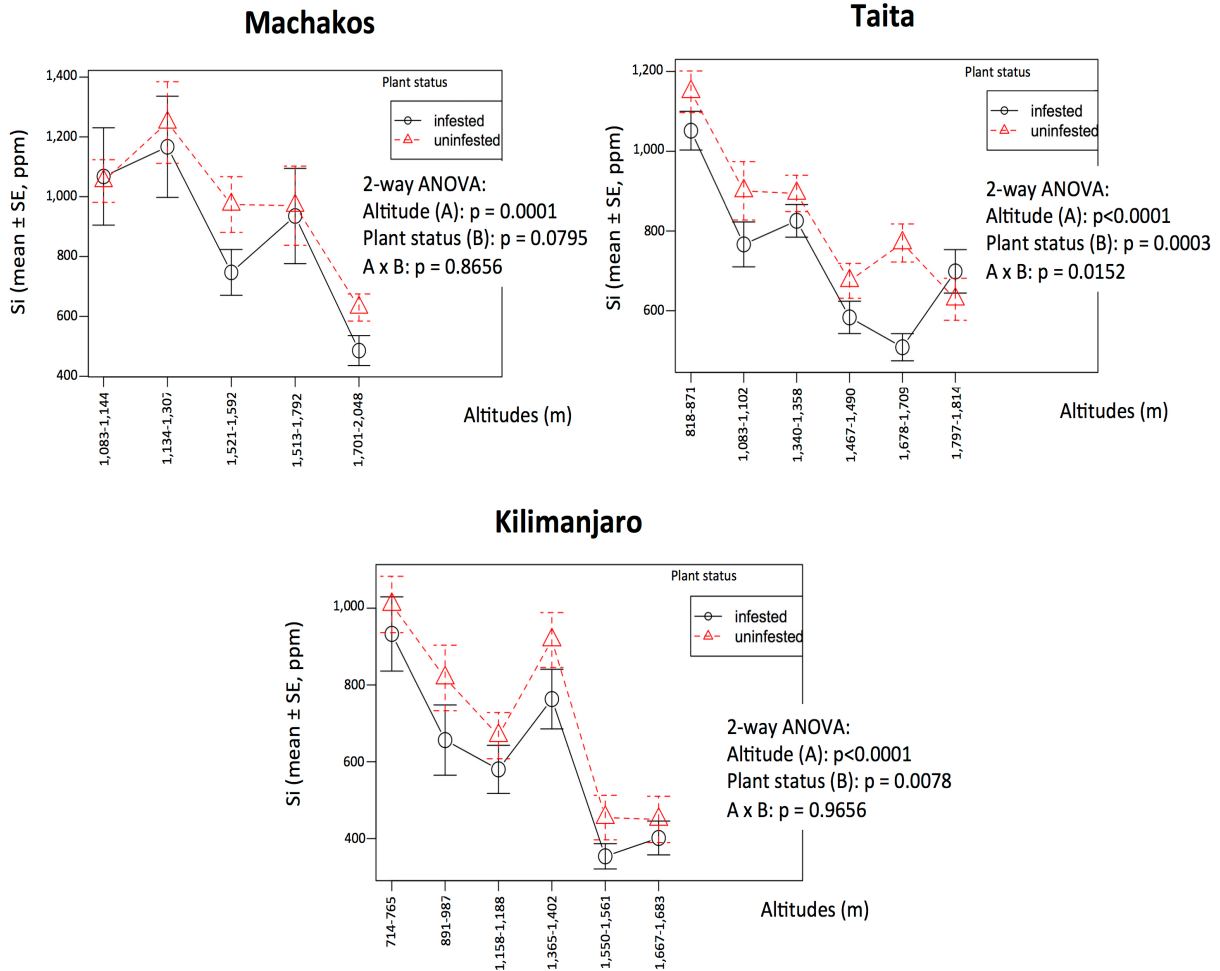 Machakos
Si (mean ± SE, ppm)
1,400
1,200
1,000
800
600
400
Plant status
infested
uninfested
2-way ANOVA:
Altitude (A): p = 0.0001
Plant status (B): p = 0.0795
A x B: p = 0.8656
1,083-1,144
1,134-1,307
1,521-1,592
1,513-1,792
1,701-2,048
Altitudes (m)
Taita
Si (mean ± SE, ppm)
1,200
1,000
800
600
Plant status
infested
uninfested
2-way ANOVA:
Altitude (A): p<0.0001
Plant status (B): p = 0.0003
A x B: p = 0.0152
818-871
1,083-1,102
1,340-1,358
1,467-1,490
1,678-1,709
1,797-1,814
Altitudes (m)
Kilimanjaro
Si (mean ± SE, ppm)
1,000
800
600
400
Plant status
infested
uninfested
2-way ANOVA:
Altitude (A): p<0.0001
Plant status (B): p = 0.0078
A x B: p = 0.9656
714-765
891-987
1,158-1,188
1,365-1,402
1,550-1,561
1,667-1,683
Altitudes (m)